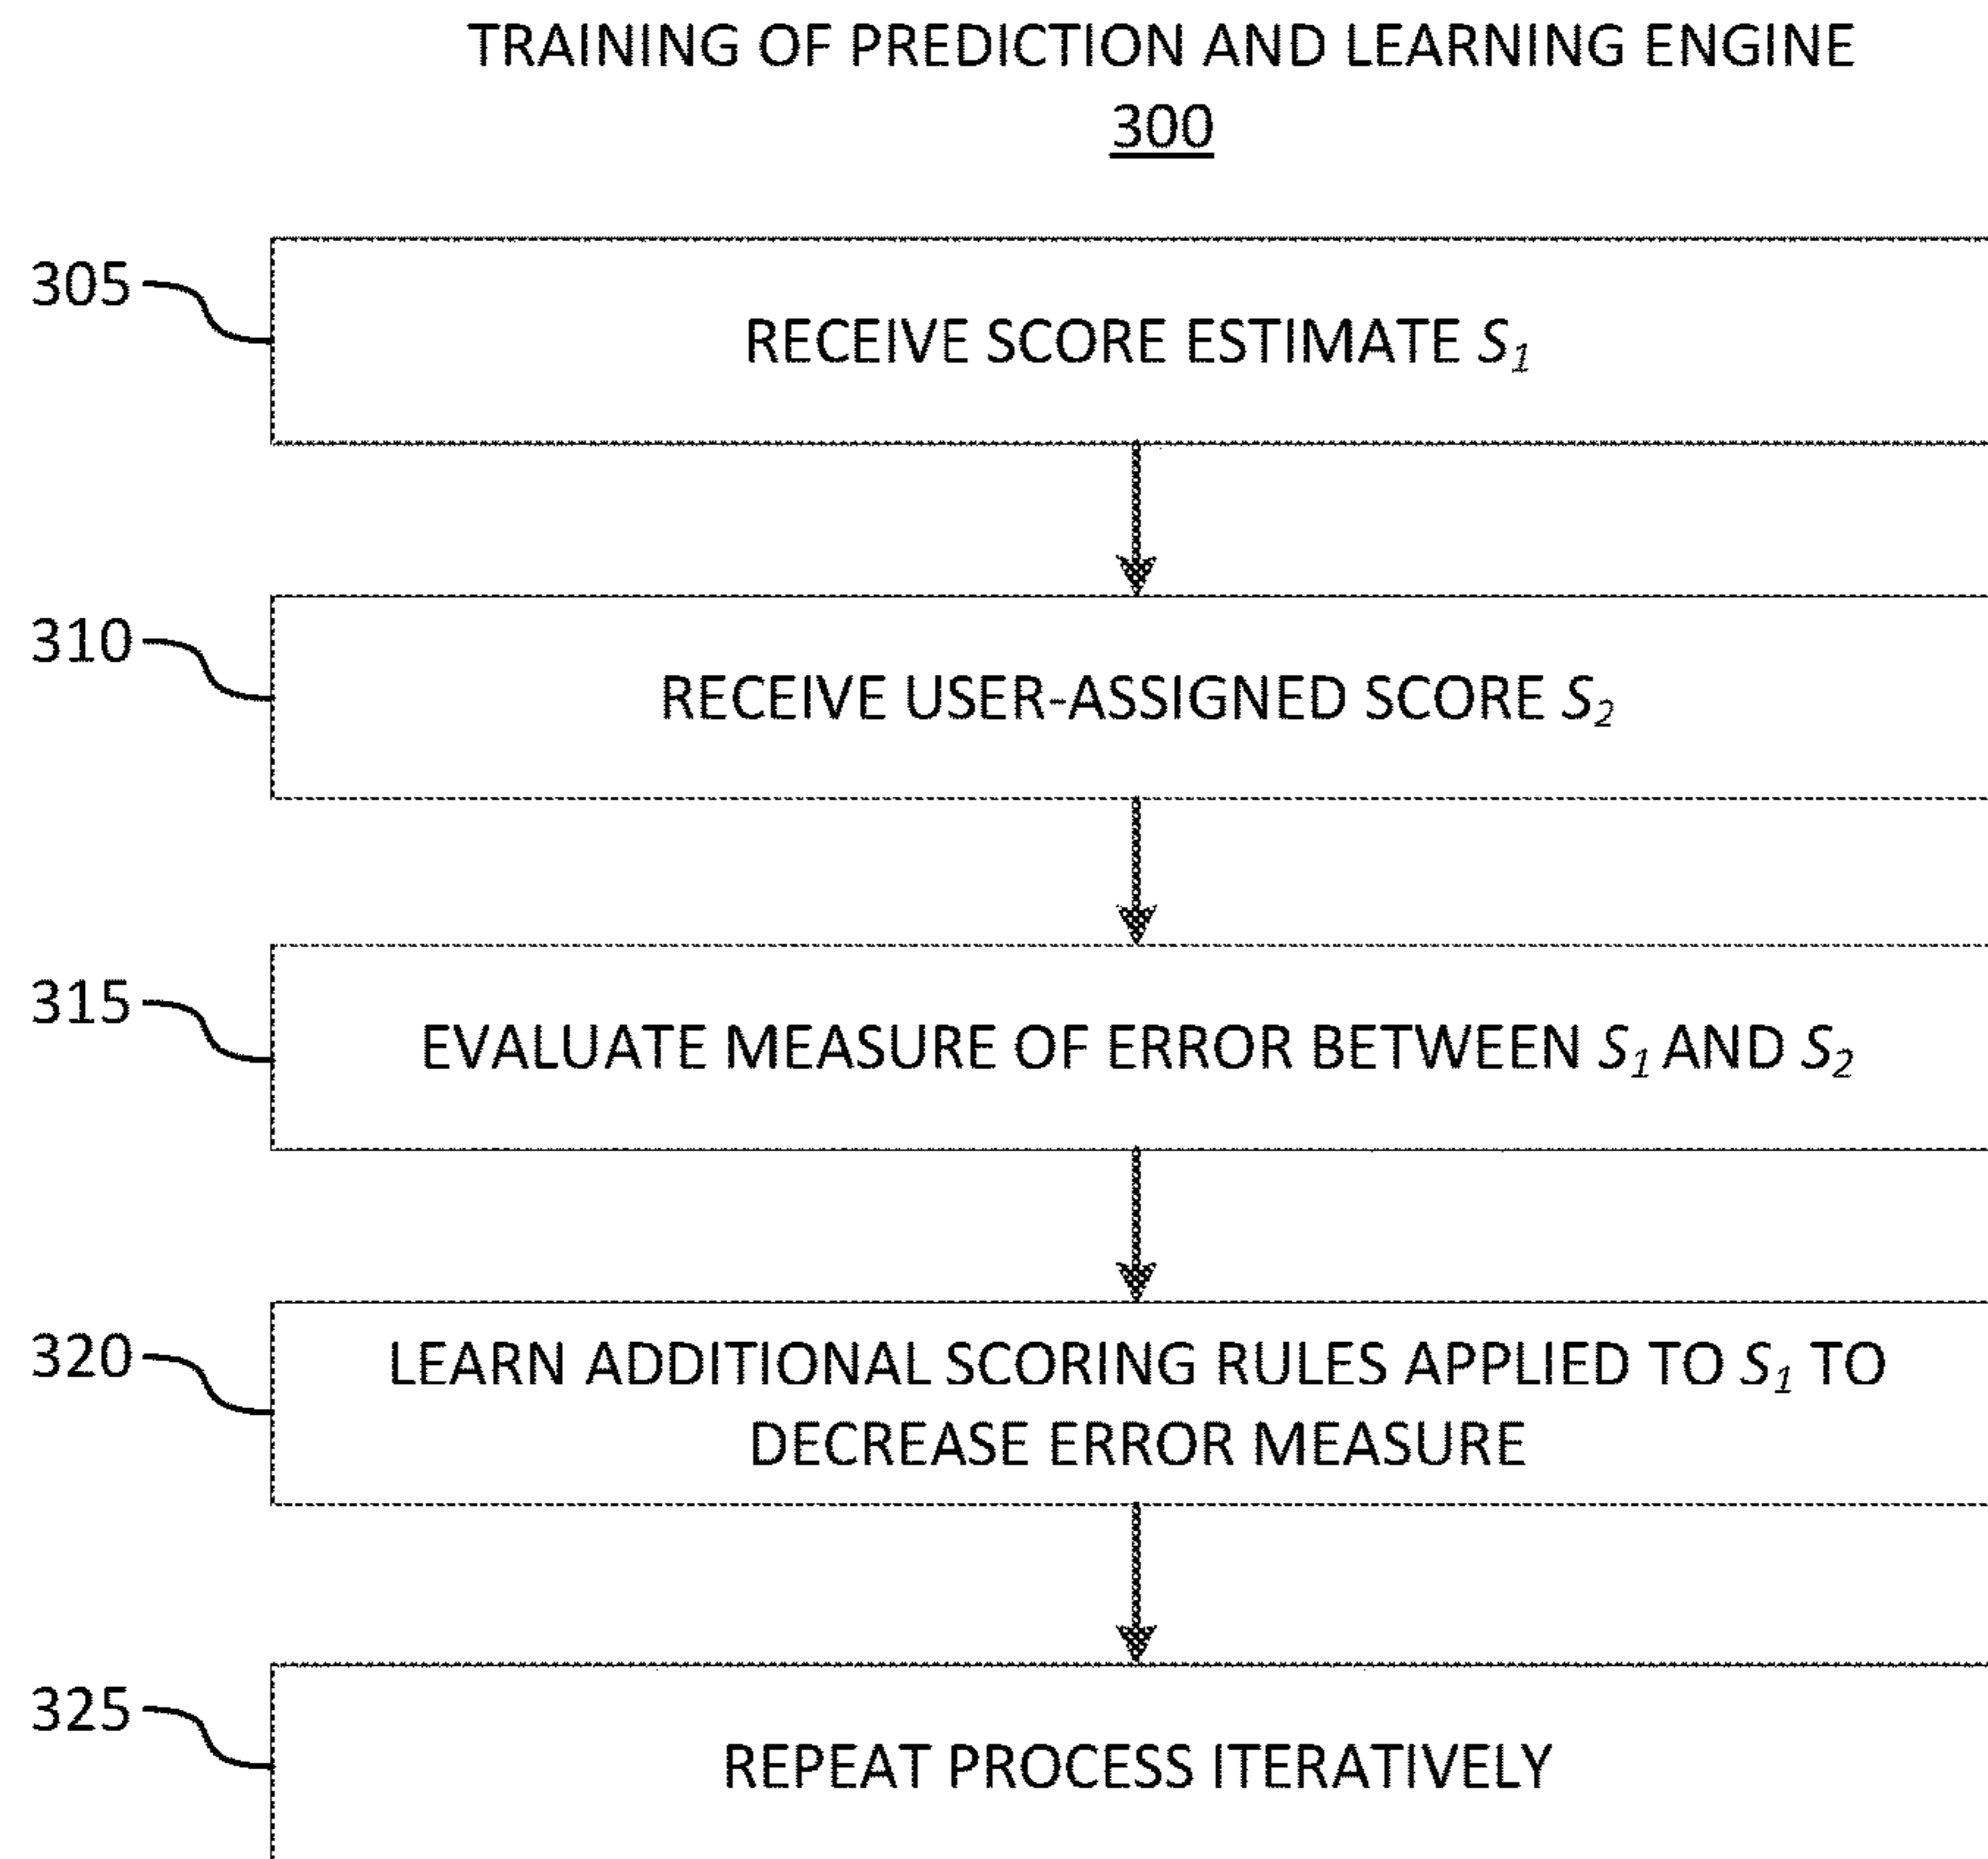 TRAINING OF PREDICTION AND LEARNING ENGINE
300
305
RECEIVE SCORE ESTIMATE S₁
310
RECEIVE USER-ASSIGNED SCORE S₂
315
EVALUATE MEASURE OF ERROR BETWEEN S₁ AND S₂
320
LEARN ADDITIONAL SCORING RULES APPLIED TO S₁ TO
DECREASE ERROR MEASURE
325
REPEAT PROCESS ITERATIVELY